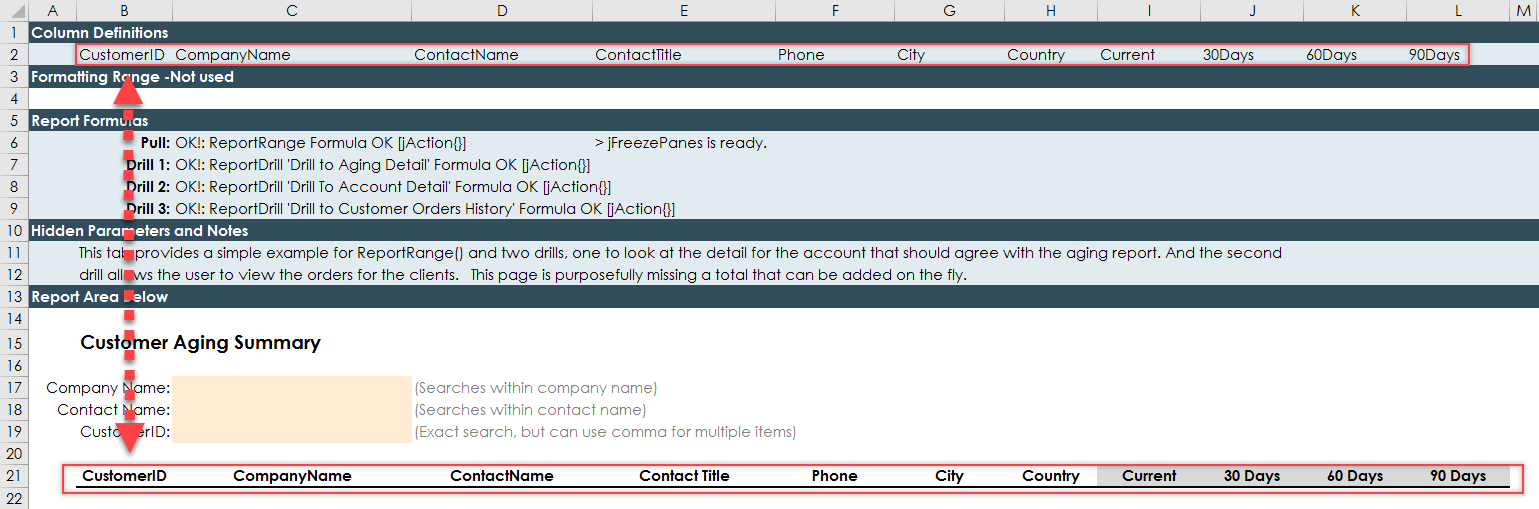 A B C D E F G H I J K L M
1 Column Definitions
2 CustomerID CompanyName ContactName ContactTitle Phone City Country Current 30Days 60Days 90Days
3 Formatting Range -Not used
4
5 Report Formulas
6 Pull: OK!: ReportRange Formula OK [jAction{}] > jFreezePanes is ready.
7 Drill 1: OK!: ReportDrill 'Drill to Aging Detail' Formula OK [jAction{}]
8 Drill 2: OK!: ReportDrill 'Drill To Account Detail' Formula OK [jAction{}]
9 Drill 3: OK!: ReportDrill 'Drill to Customer Orders History' Formula OK [jAction{}]
10 Hidden Parameters and Notes
11 This tab provides a simple example for ReportRange() and two drills, one to look at the detail for the account that should agree with the aging report. And the second
12 drill allows the user to view the orders for the clients. This page is purposefully missing a total that can be added on the fly.
13 Report Area Below
14
15 Customer Aging Summary
16
17 Company Name: (Searches within company name)
18 Contact Name: (Searches within contact name)
19 CustomerID: (Exact search, but can use comma for multiple items)
20
21 CustomerID CompanyName ContactName Contact Title Phone City Country Current 30 Days 60 Days 90 Days
22